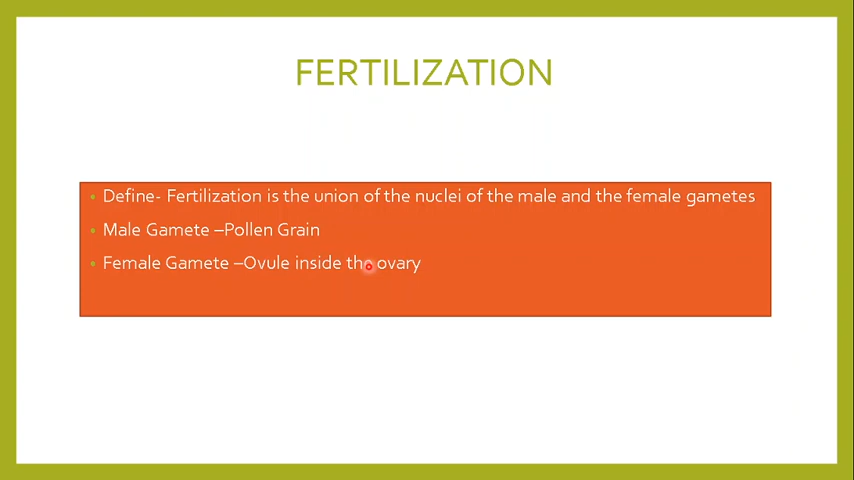 FERTILIZATION
• Define- Fertilization is the union of the nuclei of the male and the female gametes
• Male Gamete –Pollen Grain
• Female Gamete –Ovule inside the ovary